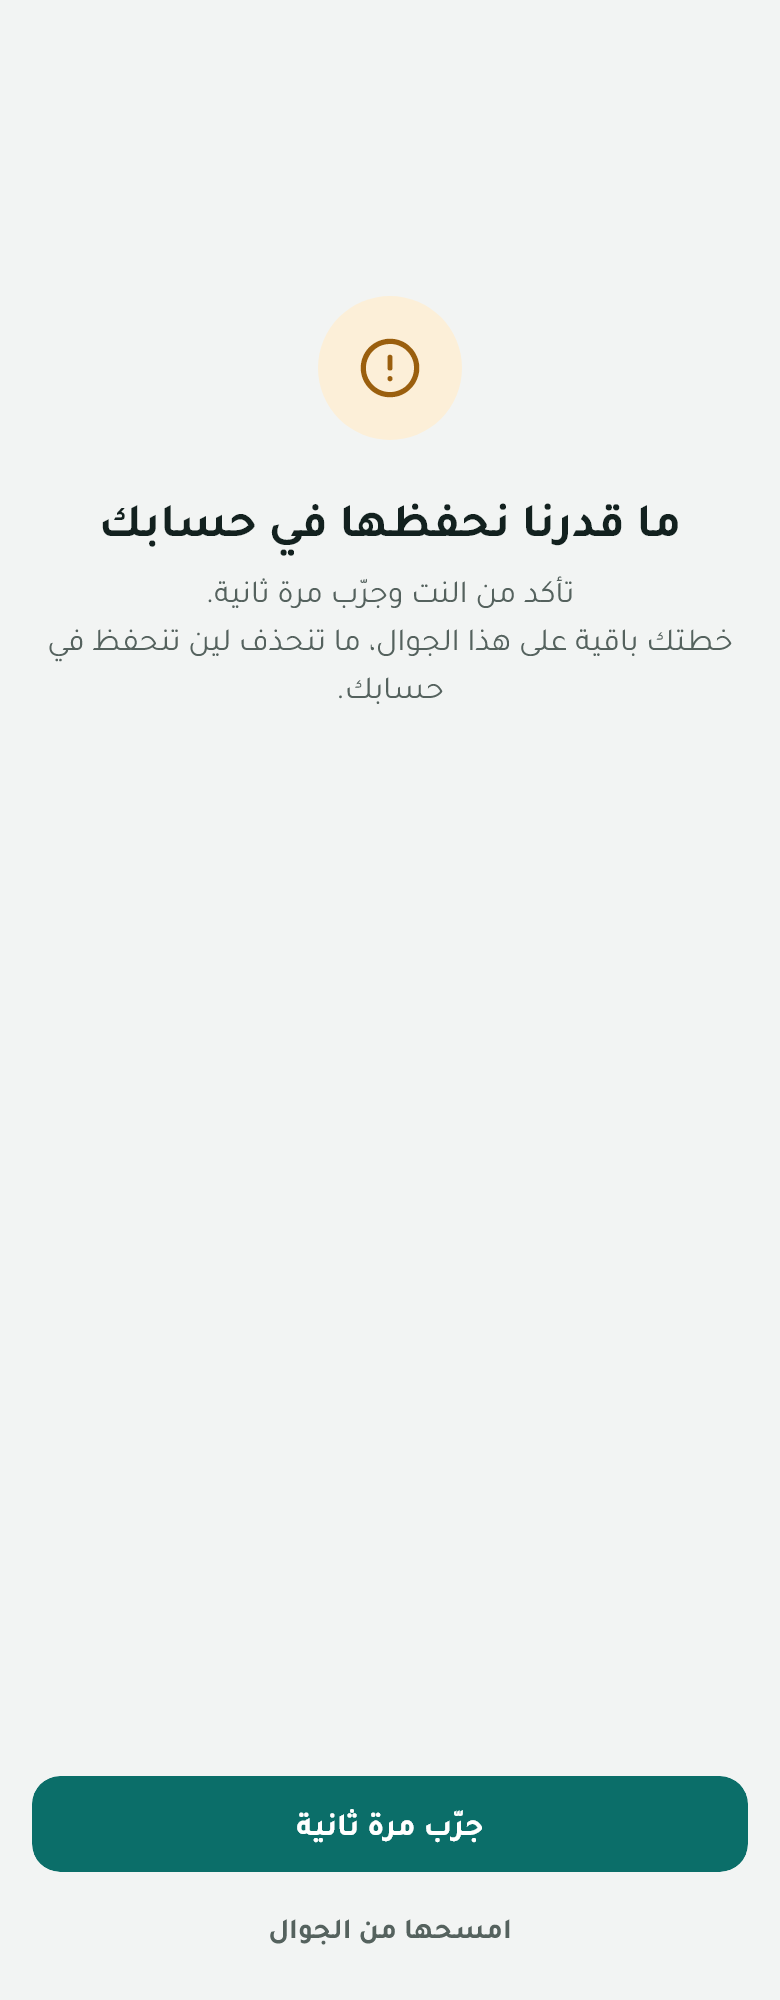 ما قدرنا نحفظها في حسابك
تأكد من النت وجرّب مرة ثانية.
خطتك باقية على هذا الجوال، ما تنحذف لين تنحفظ في
حسابك.
جرّب مرة ثانية
امسحها من الجوال